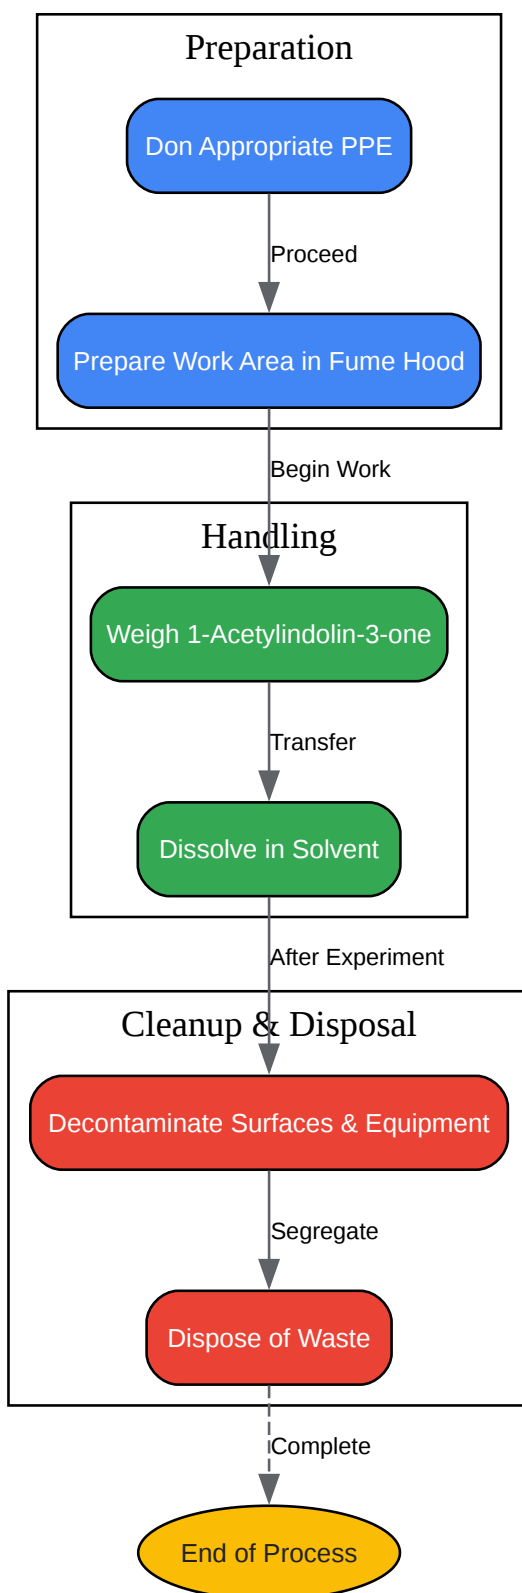 Preparation
Don Appropriate PPE
Proceed
Prepare Work Area in Fume Hood
Begin Work
Handling
Weigh 1-Acetylindolin-3-one
Transfer
Dissolve in Solvent
After Experiment
Cleanup & Disposal
Decontaminate Surfaces & Equipment
Segregate
Dispose of Waste
Complete
End of Process